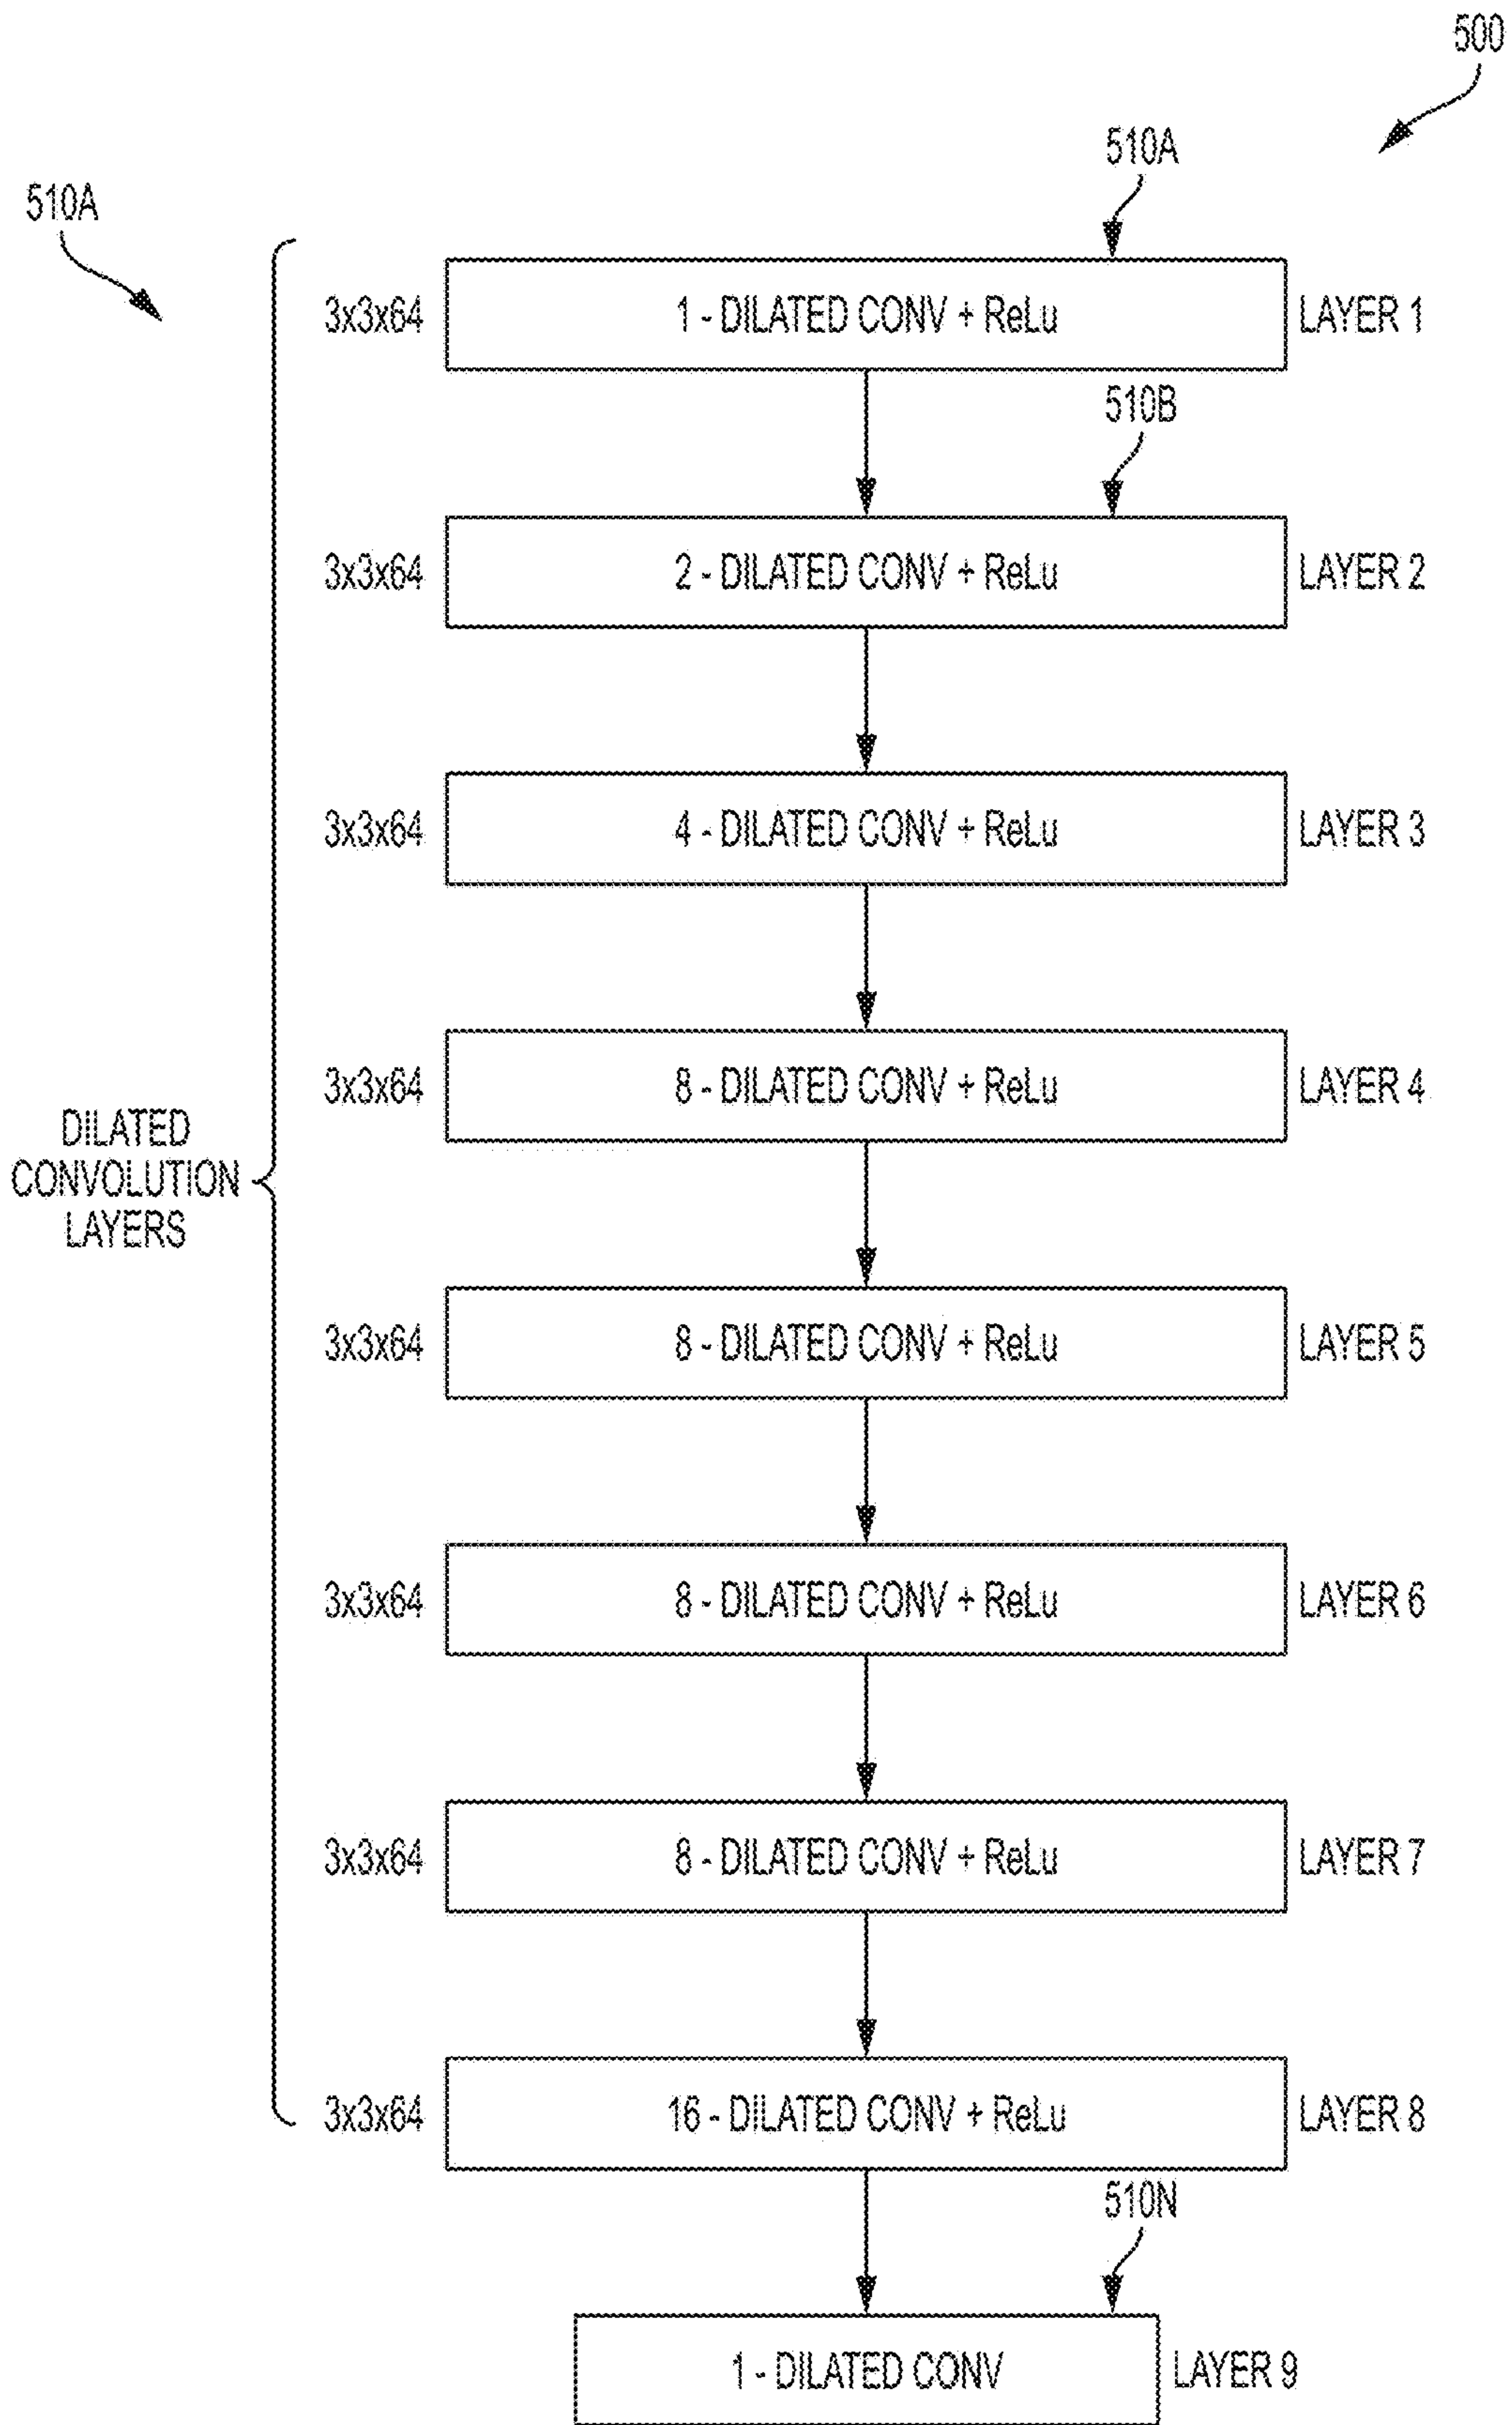 500
510A
510A
3x3x64
1 - DILATED CONV + ReLu
LAYER 1
510B
3x3x64
2 - DILATED CONV + ReLu
LAYER 2
3x3x64
4 - DILATED CONV + ReLu
LAYER 3
3x3x64
8 - DILATED CONV + ReLu
LAYER 4
DILATED
CONVOLUTION
LAYERS
3x3x64
8 - DILATED CONV + ReLu
LAYER 5
3x3x64
8 - DILATED CONV + ReLu
LAYER 6
3x3x64
8 - DILATED CONV + ReLu
LAYER 7
3x3x64
16 - DILATED CONV + ReLu
LAYER 8
510N
1 - DILATED CONV
LAYER 9